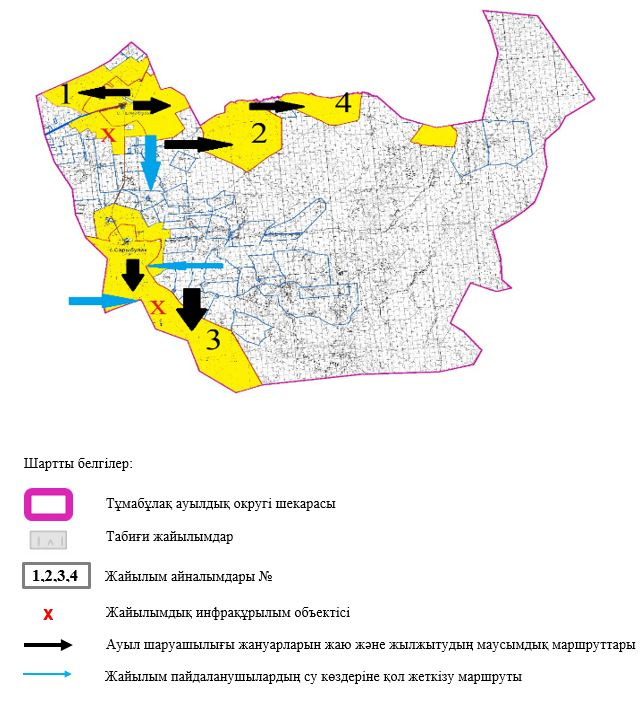 1
4
2
X
с.Сарыбулак
X
3
Шартты белгілер:
Тұмабұлақ ауылдық округі шекарасы
Табиғи жайылымдар
1,2,3,4 Жайылым айналымдары №
X Жайылымдық инфрақұрылым объектісі
Ауыл шаруашылығы жануарларын жаю және жылжытудың маусымдық маршруттары
Жайылым пайдаланушылардың су көздеріне қол жеткізу маршруты